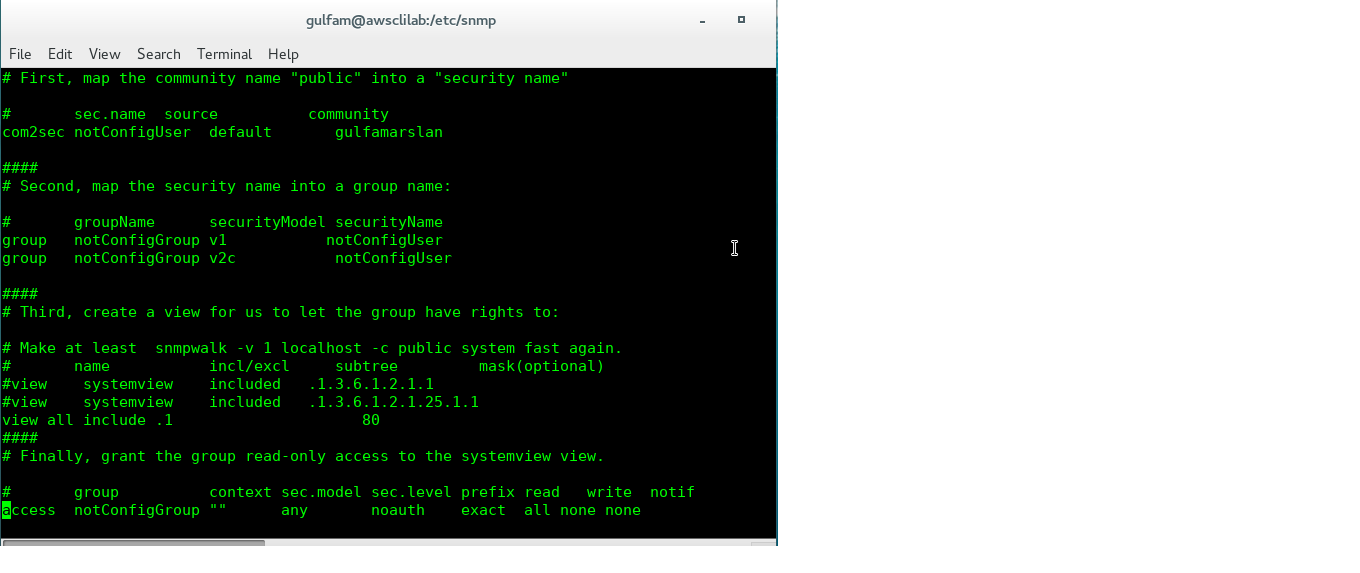 gulfam@awsclilab:/etc/snmp
File Edit View Search Terminal Help
# First, map the community name "public" into a "security name"
#       sec.name  source          community
com2sec notConfigUser  default       gulfamarslan
####
# Second, map the security name into a group name:
#       groupName      securityModel securityName
group   notConfigGroup v1           notConfigUser
group   notConfigGroup v2c           notConfigUser
####
# Third, create a view for us to let the group have rights to:
# Make at least  snmpwalk -v 1 localhost -c public system fast again.
#       name           incl/excl     subtree         mask(optional)
#view    systemview    included   .1.3.6.1.2.1.1
#view    systemview    included   .1.3.6.1.2.1.25.1.1
view all include .1                     80
####
# Finally, grant the group read-only access to the systemview view.
#       group          context sec.model sec.level prefix read   write  notif
access  notConfigGroup ""      any       noauth    exact  all none none